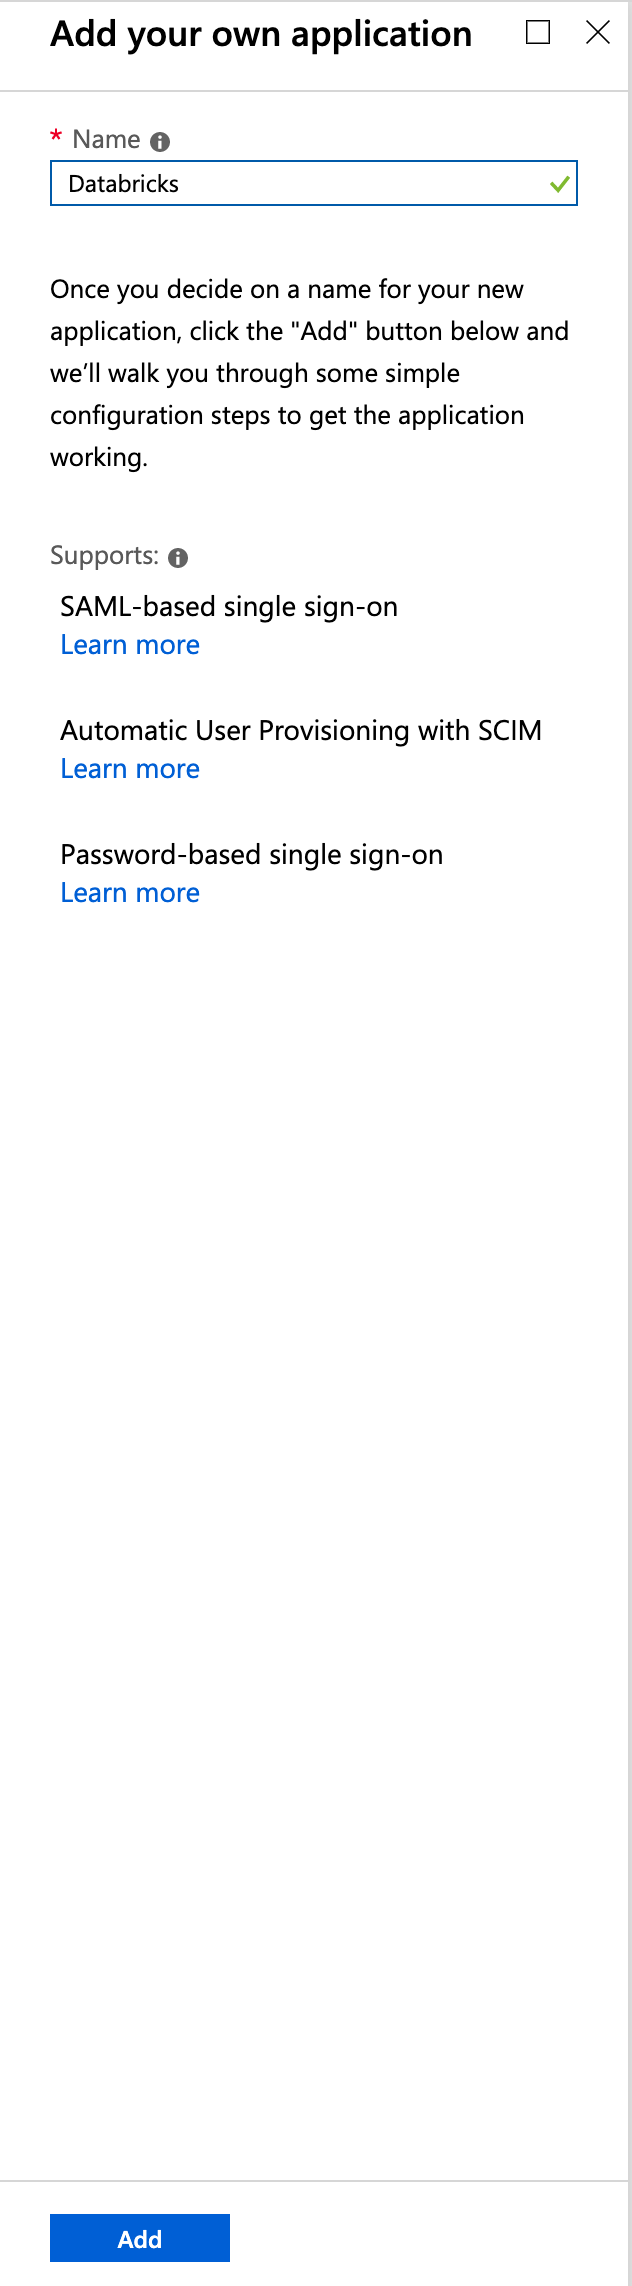 Add your own application
* Name
Databricks
Once you decide on a name for your new
application, click the "Add" button below and
we’ll walk you through some simple
configuration steps to get the application
working.
Supports:
SAML-based single sign-on
Learn more
Automatic User Provisioning with SCIM
Learn more
Password-based single sign-on
Learn more
Add